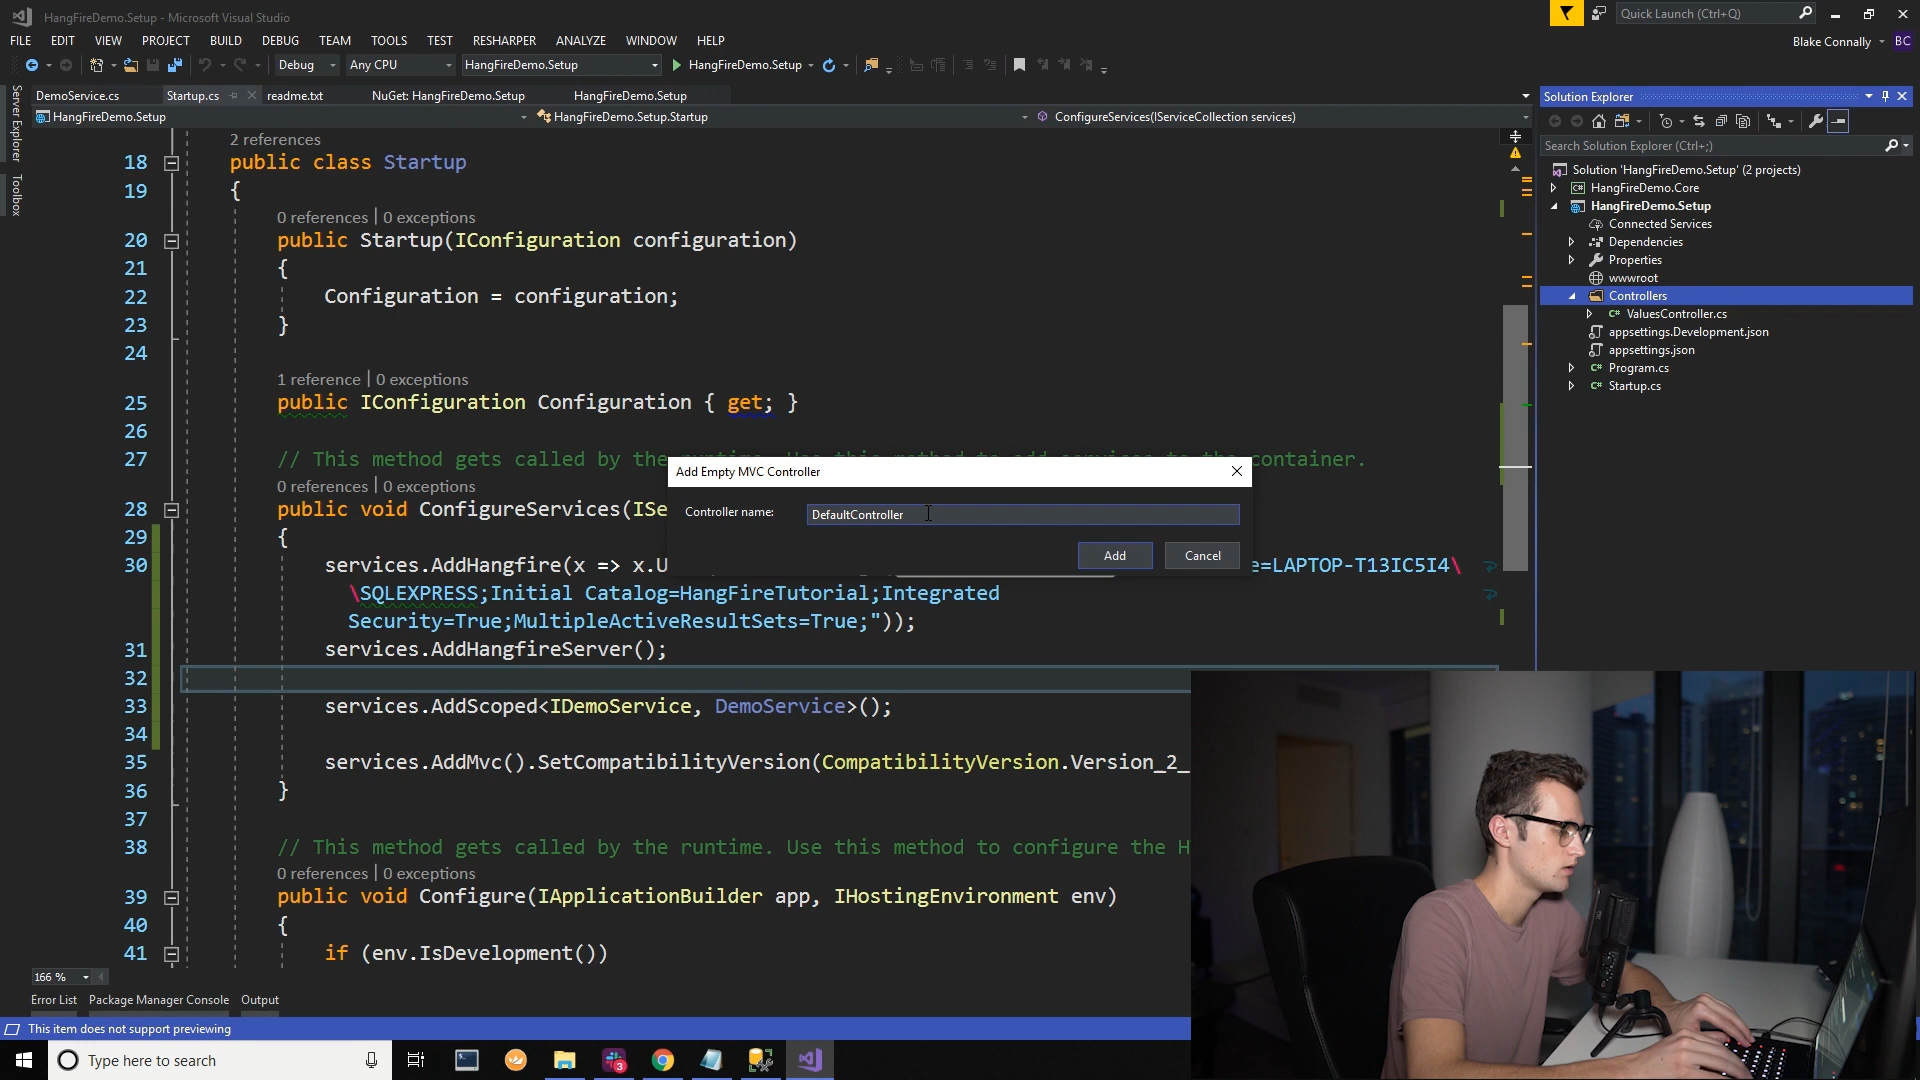 HangFireDemo.Setup - Microsoft Visual Studio
Quick Launch (Ctrl+Q)
FILE EDIT VIEW PROJECT BUILD DEBUG TEAM TOOLS TEST RESHARPER ANALYZE WINDOW HELP
Blake Connally BC
Debug Any CPU HangFireDemo.Setup HangFireDemo.Setup
Server Explorer
Toolbox
DemoService.cs Startup.cs readme.txt NuGet: HangFireDemo.Setup HangFireDemo.Setup
HangFireDemo.Setup HangFireDemo.Setup.Startup ConfigureServices(IServiceCollection services)
2 references
18 public class Startup
19 {
0 references | 0 exceptions
20 public Startup(IConfiguration configuration)
21 {
22 Configuration = configuration;
23 }
24
1 reference | 0 exceptions
25 public IConfiguration Configuration { get; }
26
27 // This method gets called by the container.
0 references | 0 exceptions
28 public void ConfigureServices(ISe
29 {
30 services.AddHangfire(x => x.U e=LAPTOP-T13IC5I4\
\SQLEXPRESS;Initial Catalog=HangFireTutorial;Integrated
Security=True;MultipleActiveResultSets=True;"));
31 services.AddHangfireServer();
32
33 services.AddScoped<IDemoService, DemoService>();
34
35 services.AddMvc().SetCompatibilityVersion(CompatibilityVersion.Version_2_
36 }
37
38 // This method gets called by the runtime. Use this method to configure the H
0 references | 0 exceptions
39 public void Configure(IApplicationBuilder app, IHostingEnvironment env)
40 {
41 if (env.IsDevelopment())
Add Empty MVC Controller
Controller name: DefaultController
Add Cancel
Solution Explorer
Search Solution Explorer (Ctrl+;)
Solution 'HangFireDemo.Setup' (2 projects)
C# HangFireDemo.Core
HangFireDemo.Setup
Connected Services
Dependencies
Properties
wwwroot
Controllers
C# ValuesController.cs
appsettings.Development.json
appsettings.json
C# Program.cs
C# Startup.cs
166 %
Error List Package Manager Console Output
This item does not support previewing
Type here to search
3